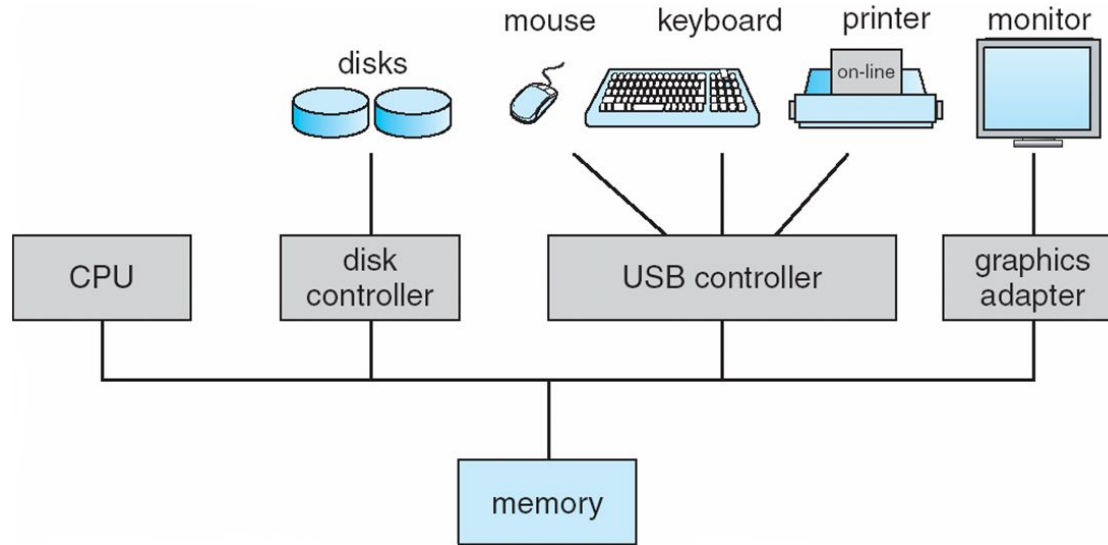 mouse
keyboard
printer
monitor
disks
on-line
CPU
disk
controller
USB controller
graphics
adapter
memory